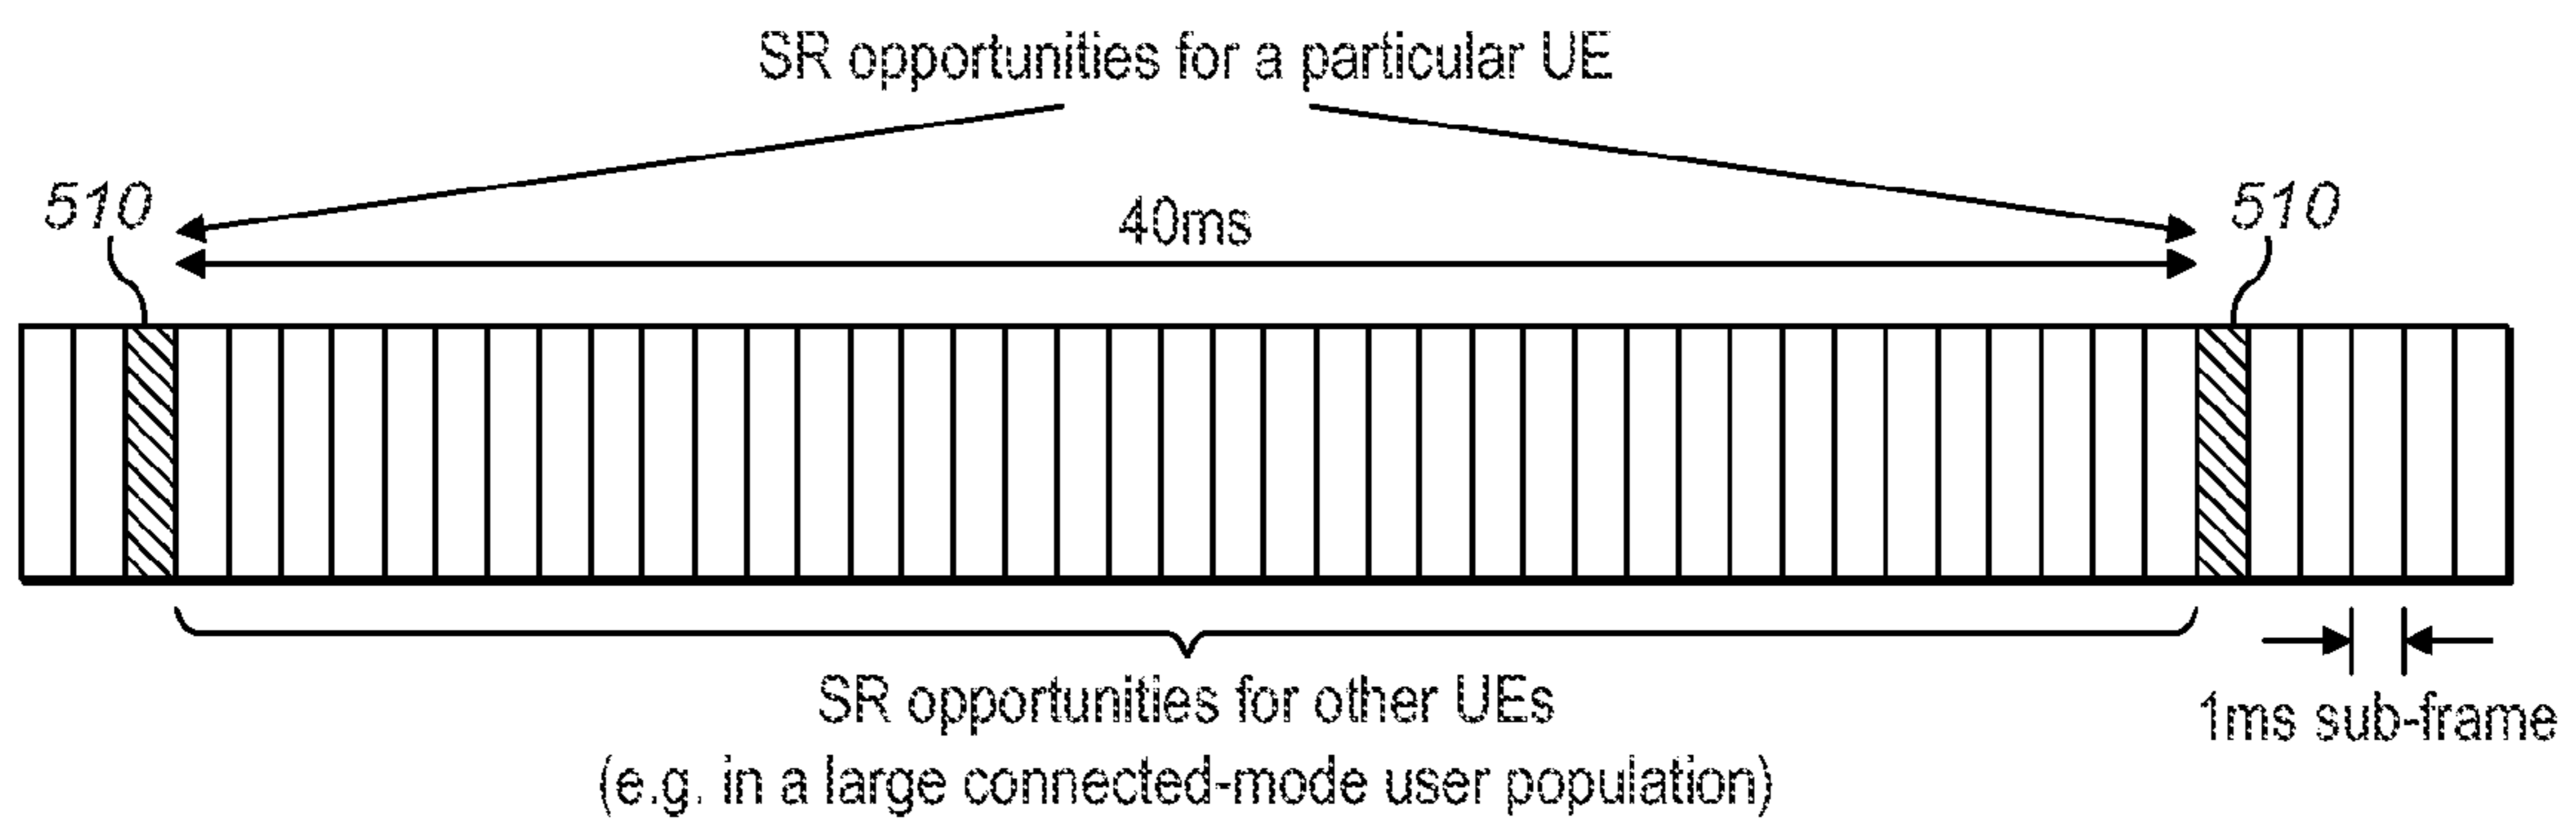 SR opportunities for a particular UE
510
40ms
510
SR opportunities for other UEs
(e.g. in a large connected-mode user population)
1ms sub-frame